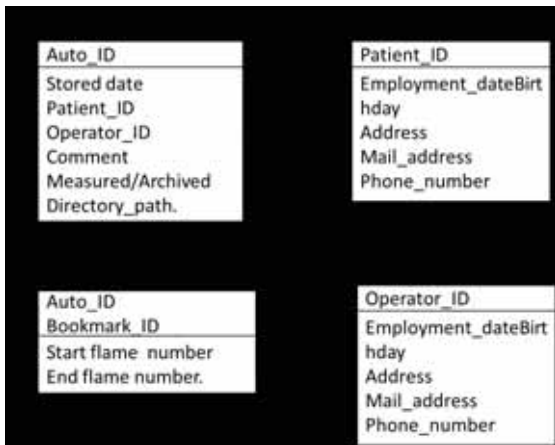 Auto_ID
Stored date
Patient_ID
Operator_ID
Comment
Measured/Archived
Directory_path.
Patient_ID
Employment_dateBirt
hday
Address
Mail_address
Phone_number
Auto_ID
Bookmark_ID
Start flame  number
End flame number.
Operator_ID
Employment_dateBirt
hday
Address
Mail_address
Phone_number